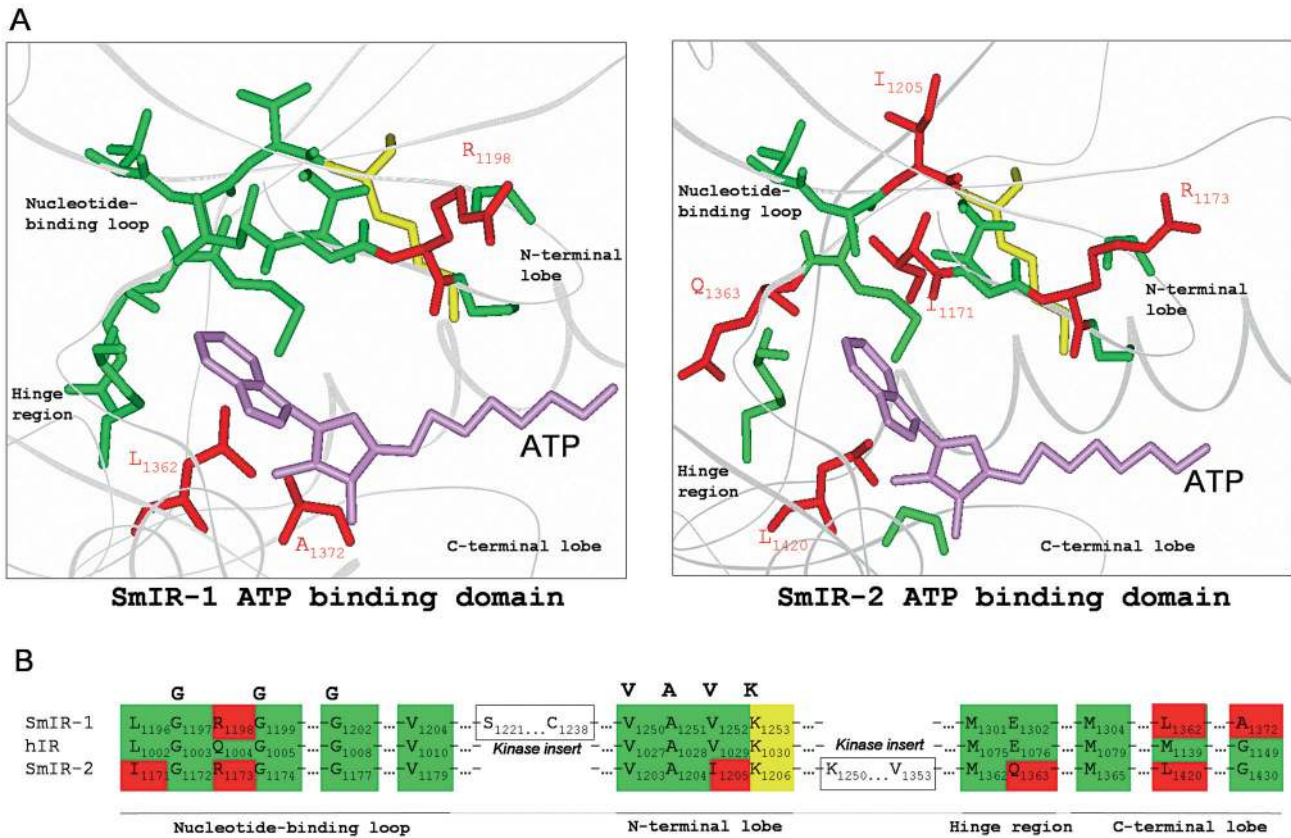 A
R1198
Nucleotide-
binding loop
N-terminal
lobe
Hinge
region
L1362
ATP
A1372
C-terminal lobe
SmIR-1 ATP binding domain
I1205
Nucleotide-
binding loop
R1173
Q1363
I1171
N-terminal
lobe
Hinge
region
ATP
L1420
C-terminal lobe
SmIR-2 ATP binding domain
B
G G G V A V K
SmIR-1 L1196 G1197 R1198 G1199 ... G1202 ... V1204 ... S1221...C1238 ... V1250 A1251 V1252 K1253 ... ... M1301 E1302 ... M1304 ... L1362 ... A1372
hIR L1002 G1003 Q1004 G1005 ... G1008 ... V1010 ... Kinase insert ... V1027 A1028 V1029 K1030 ... Kinase insert ... M1075 E1076 ... M1079 ... M1139 ... G1149
SmIR-2 I1171 G1172 R1173 G1174 ... G1177 ... V1179 ... ... V1203 A1204 I1205 K1206 ... K1250...V1353 ... M1362 Q1363 ... M1365 ... L1420 ... G1430
Nucleotide-binding loop N-terminal lobe Hinge region C-terminal lobe